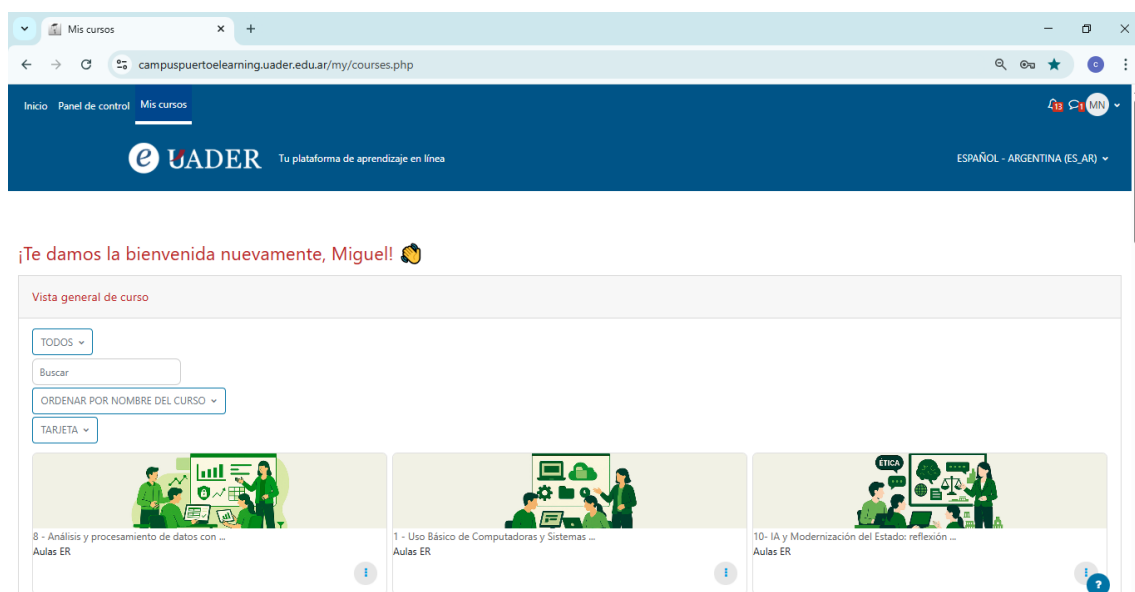 Mis cursos
campuspuertoelearning.uader.edu.ar/my/courses.php
C
Inicio Panel de control Mis cursos
13 1 MN
e UADER Tu plataforma de aprendizaje en línea
ESPAÑOL - ARGENTINA (ES_AR)
¡Te damos la bienvenida nuevamente, Miguel!
Vista general de curso
TODOS
Buscar
ORDENAR POR NOMBRE DEL CURSO
TARJETA
ÉTICA
8 - Análisis y procesamiento de datos con ...
Aulas ER
1 - Uso Básico de Computadoras y Sistemas ...
Aulas ER
10- IA y Modernización del Estado: reflexión ...
Aulas ER
?